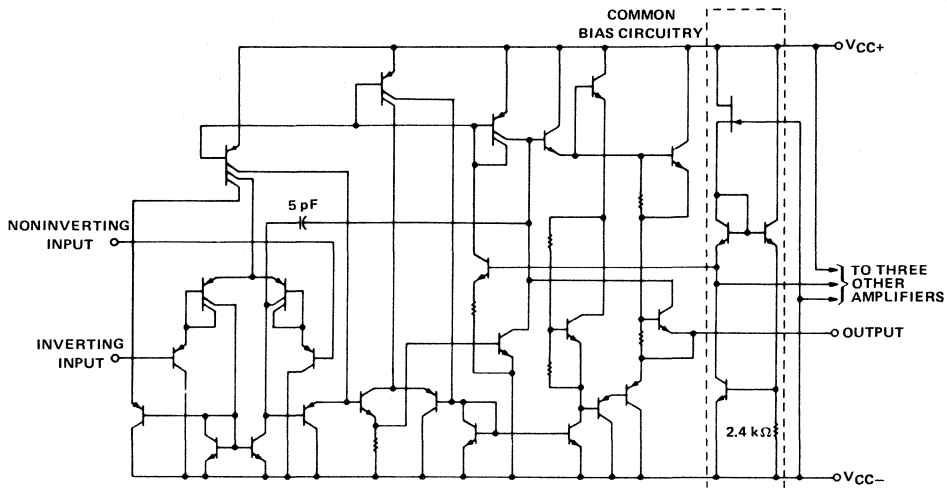 COMMON
BIAS CIRCUITRY
VCC+
5 pF
NONINVERTING
INPUT
TO THREE
OTHER
AMPLIFIERS
OUTPUT
INVERTING
INPUT
2.4 kΩ
VCC−